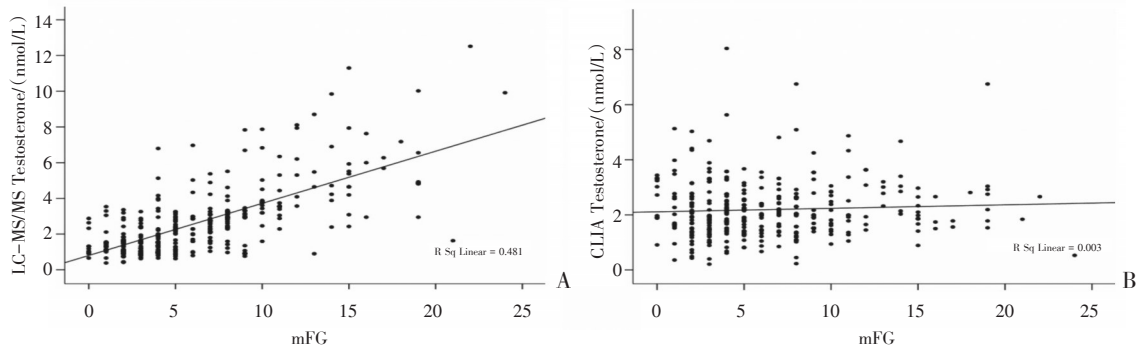 14
12
10
8
6
4
2
0
LC-MS/MS Testosterone/(nmol/L)
R Sq Linear = 0.481
0 5 10 15 20 25
mFG
A
8
6
4
2
0
CLIA Testosterone/(nmol/L)
R Sq Linear = 0.003
0 5 10 15 20 25
mFG
B